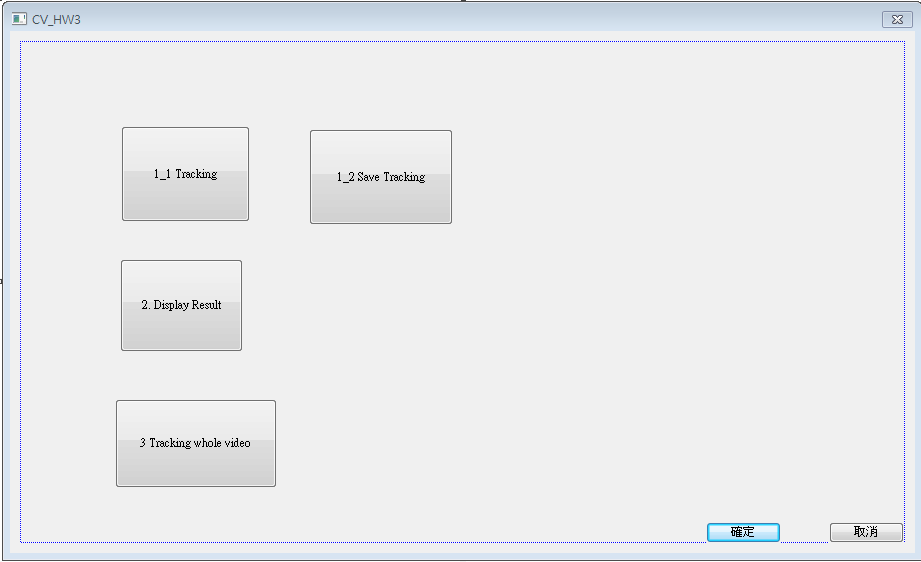 CV_HW3
1_1 Tracking
1_2 Save Tracking
2. Display Result
3 Tracking whole video
確定
取消